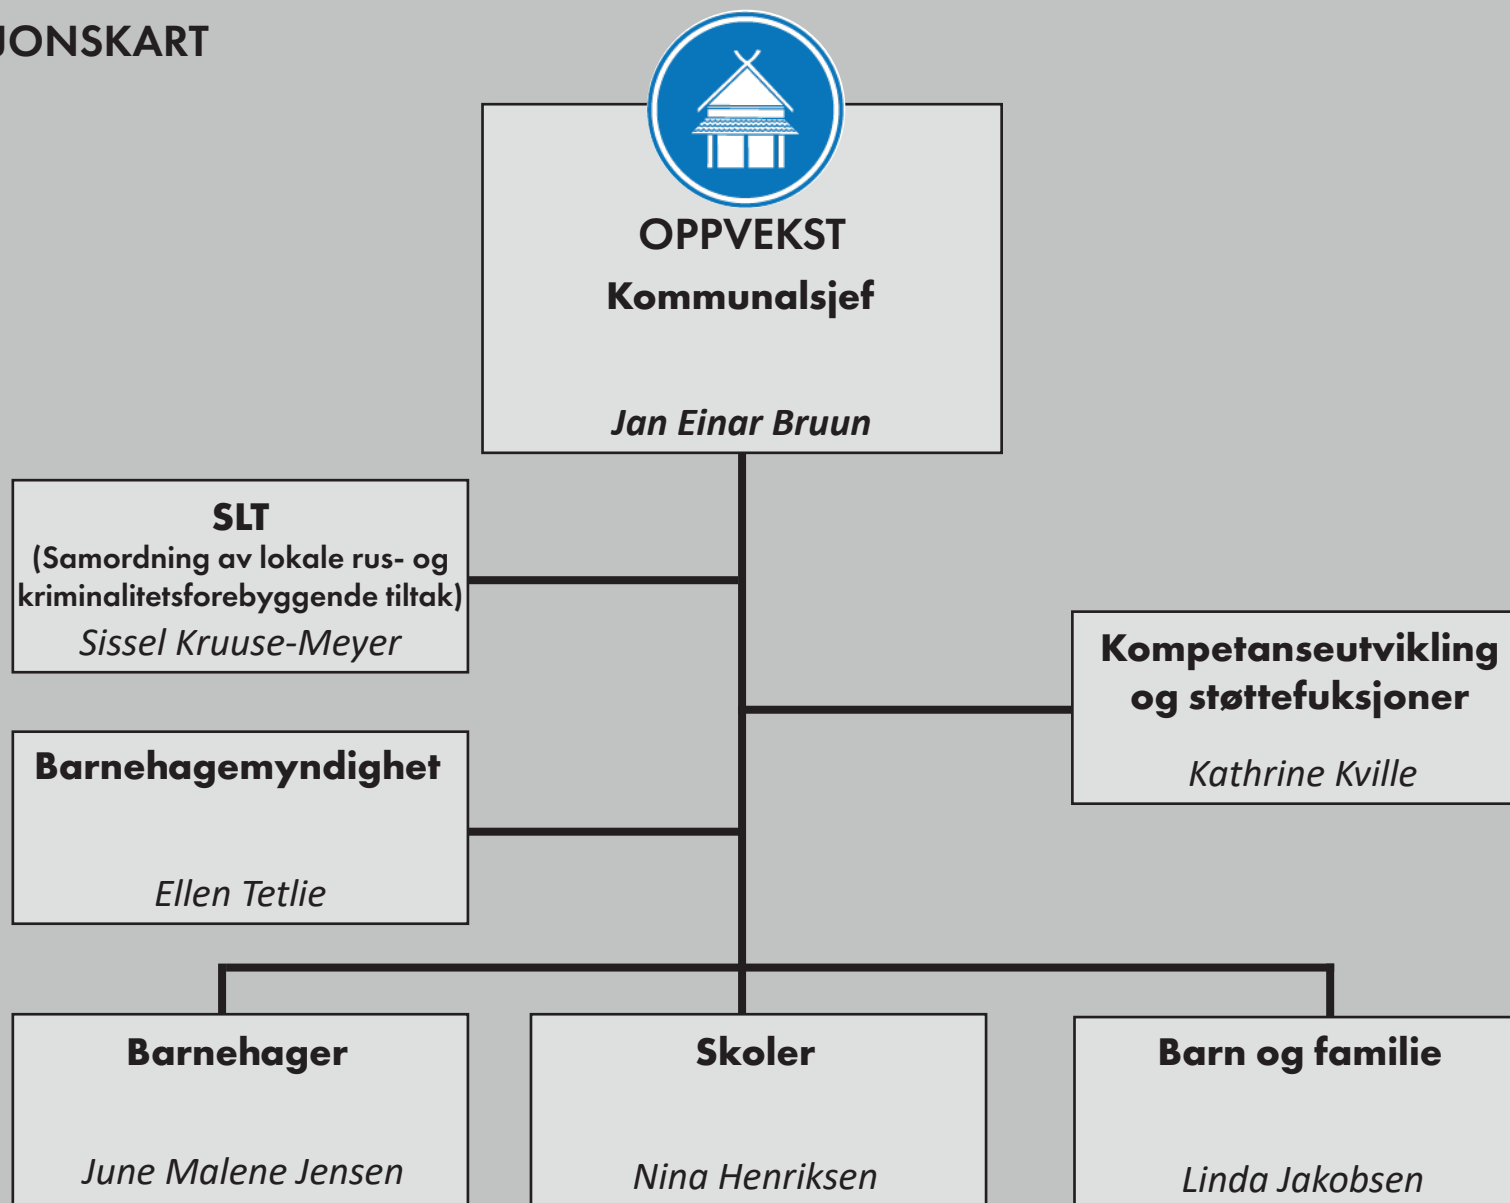 JONSKART
OPPVEKST
Kommunalsjef
Jan Einar Bruun
SLT
(Samordning av lokale rus- og
kriminalitetsforebyggende tiltak)
Sissel Kruuse-Meyer
Kompetanseutvikling
og støttefuksjoner
Kathrine Kville
Barnehagemyndighet
Ellen Tetlie
Barnehager
June Malene Jensen
Skoler
Nina Henriksen
Barn og familie
Linda Jakobsen